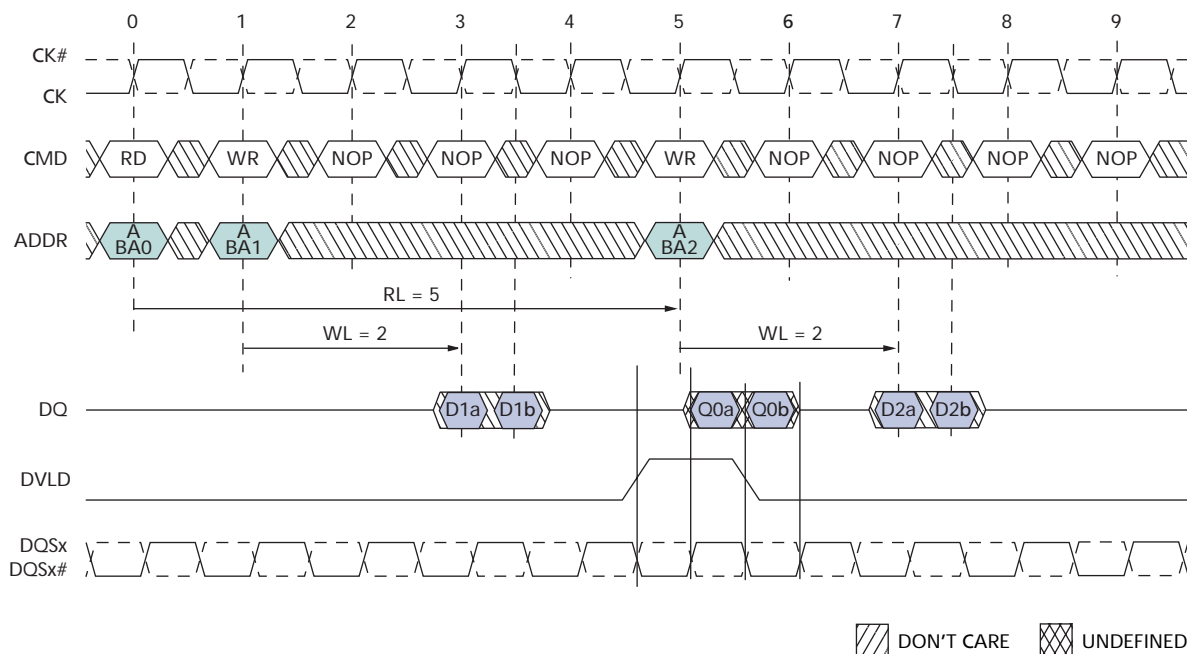 0 1 2 3 4 5 6 7 8 9
CK#
CK
CMD RD WR NOP NOP NOP WR NOP NOP NOP NOP
ADDR A BA0 A BA1 A BA2
RL = 5
WL = 2 WL = 2
DQ D1a D1b Q0a Q0b D2a D2b
DVLD
DQSx
DQSx#
DON'T CARE UNDEFINED